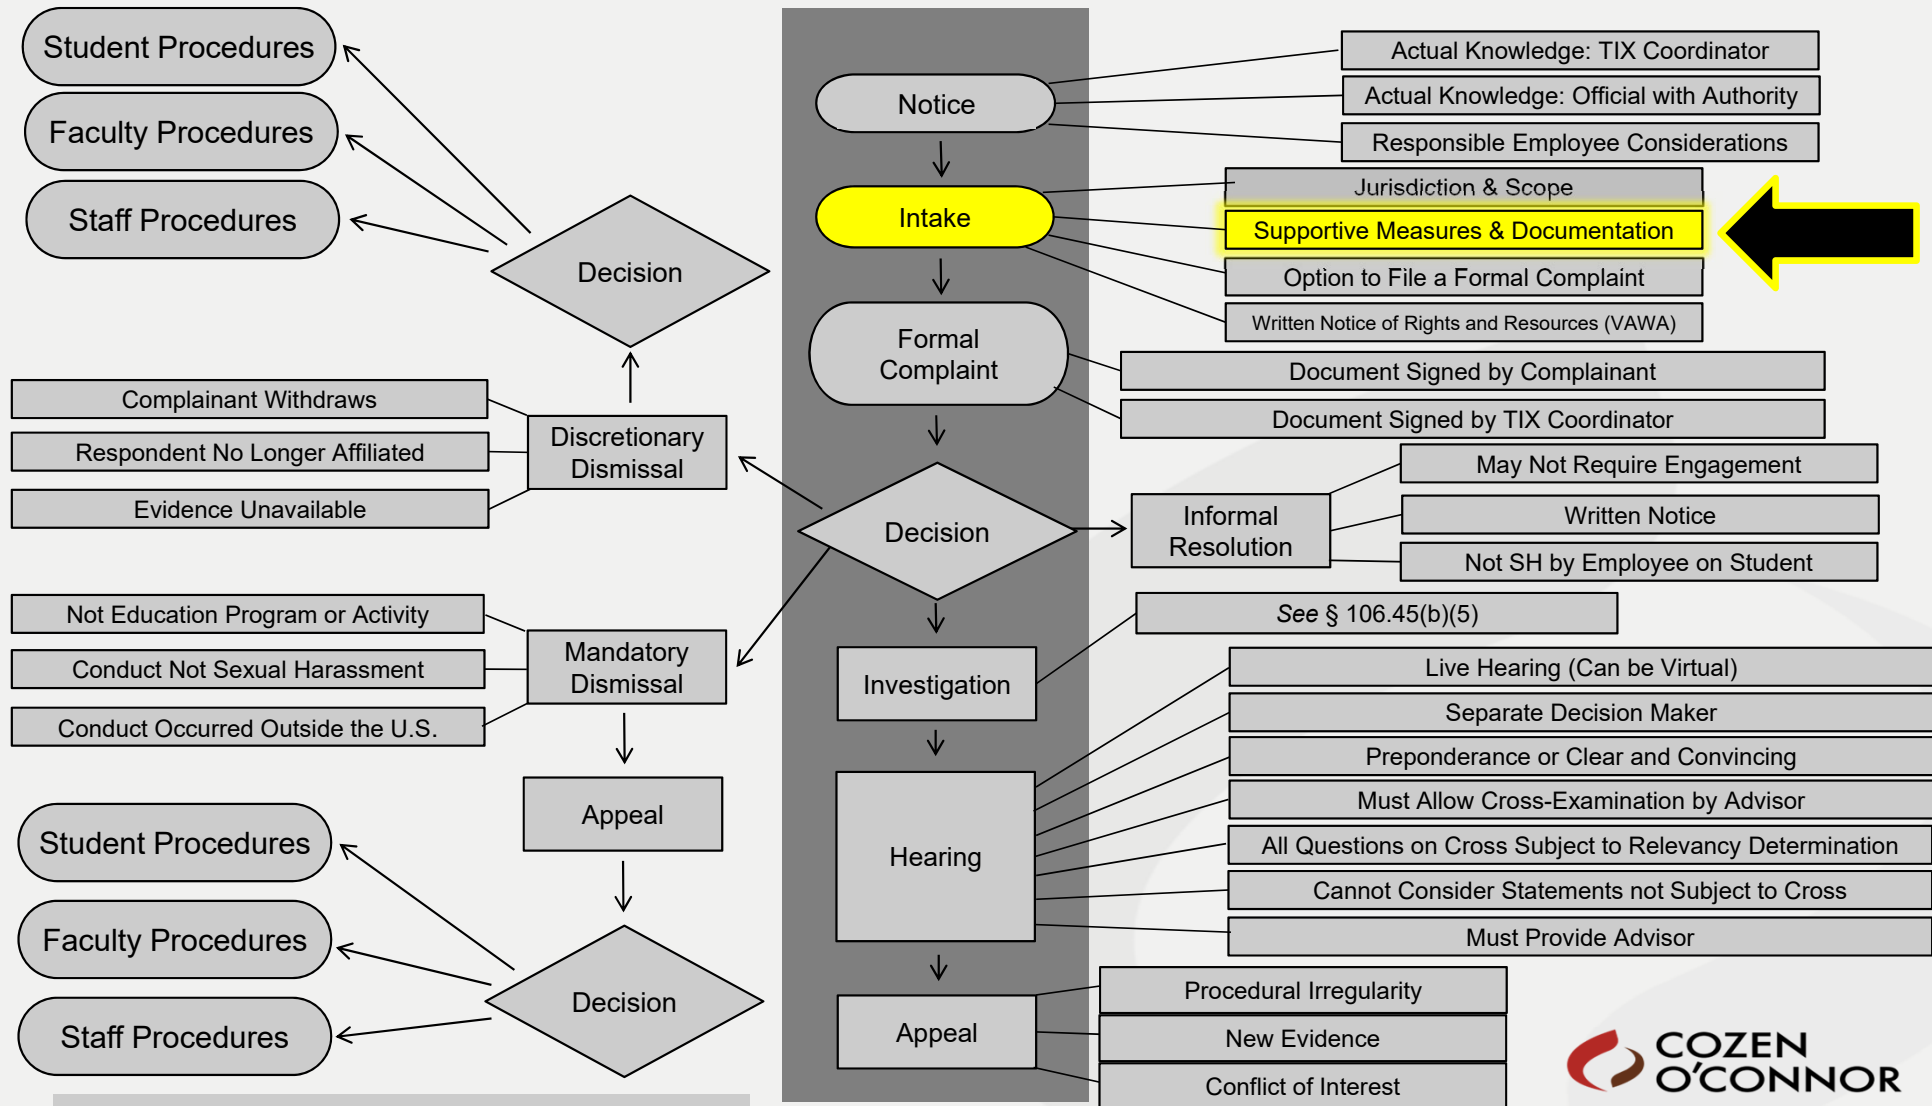 Student Procedures
Faculty Procedures
Staff Procedures
Decision
Complainant Withdraws
Respondent No Longer Affiliated
Evidence Unavailable
Discretionary
Dismissal
Not Education Program or Activity
Conduct Not Sexual Harassment
Conduct Occurred Outside the U.S.
Mandatory
Dismissal
Appeal
Student Procedures
Faculty Procedures
Staff Procedures
Decision
Notice
Actual Knowledge: TIX Coordinator
Actual Knowledge: Official with Authority
Responsible Employee Considerations
Intake
Jurisdiction & Scope
Supportive Measures & Documentation
Option to File a Formal Complaint
Written Notice of Rights and Resources (VAWA)
Formal
Complaint
Document Signed by Complainant
Document Signed by TIX Coordinator
Decision
Informal
Resolution
May Not Require Engagement
Written Notice
Not SH by Employee on Student
Investigation
See § 106.45(b)(5)
Hearing
Live Hearing (Can be Virtual)
Separate Decision Maker
Preponderance or Clear and Convincing
Must Allow Cross-Examination by Advisor
All Questions on Cross Subject to Relevancy Determination
Cannot Consider Statements not Subject to Cross
Must Provide Advisor
Appeal
Procedural Irregularity
New Evidence
Conflict of Interest
COZEN
O'CONNOR